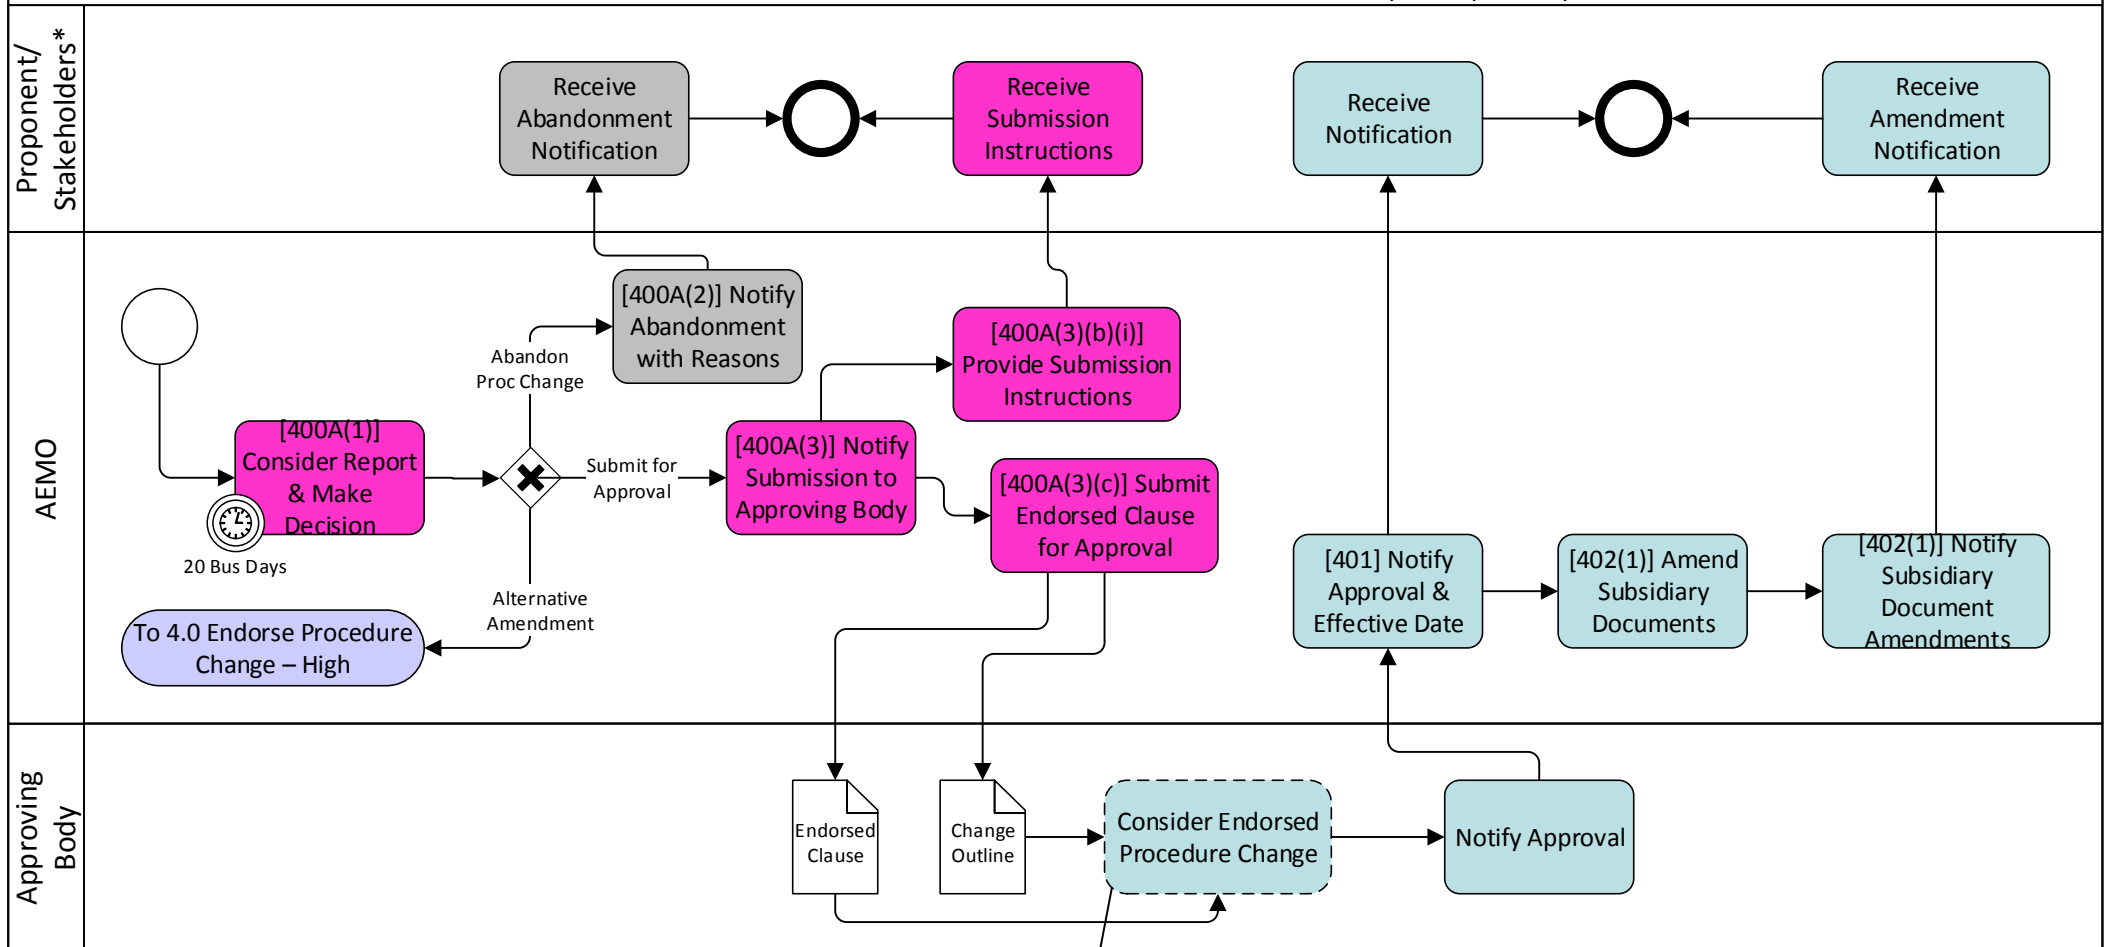 Proponent/
Stakeholders*
Receive
Abandonment
Notification
Receive
Submission
Instructions
Receive
Notification
Receive
Amendment
Notification
AEMO
[400A(2)] Notify
Abandonment
with Reasons
[400A(3)(b)(i)]
Provide Submission
Instructions
Abandon
Proc Change
[400A(1)]
Consider Report
& Make
Decision
20 Bus Days
Submit for
Approval
[400A(3)] Notify
Submission to
Approving Body
[400A(3)(c)] Submit
Endorsed Clause
for Approval
Alternative
Amendment
To 4.0 Endorse Procedure
Change – High
[401] Notify
Approval &
Effective Date
[402(1)] Amend
Subsidiary
Documents
[402(1)] Notify
Subsidiary
Document
Amendments
Approving
Body
Endorsed
Clause
Change
Outline
Consider Endorsed
Procedure Change
Notify Approval